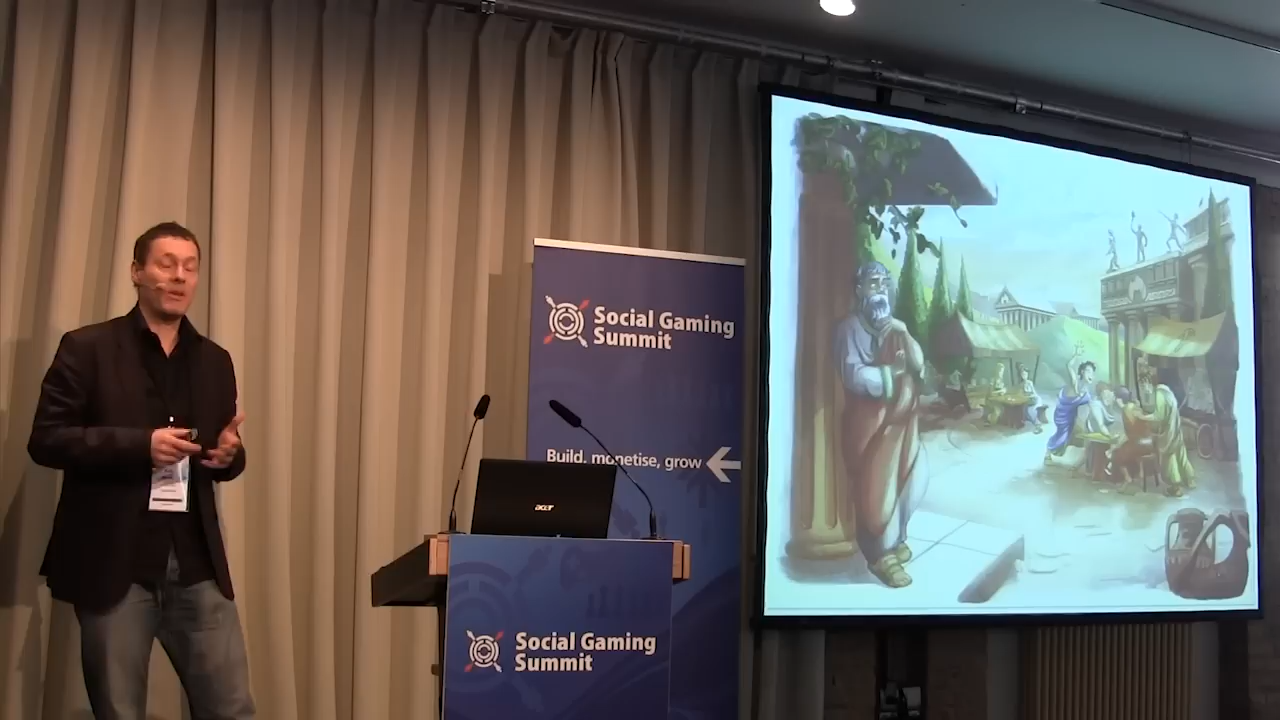 Social Gaming
Summit
Build, monetise, grow
acer
Social Gaming
Summit